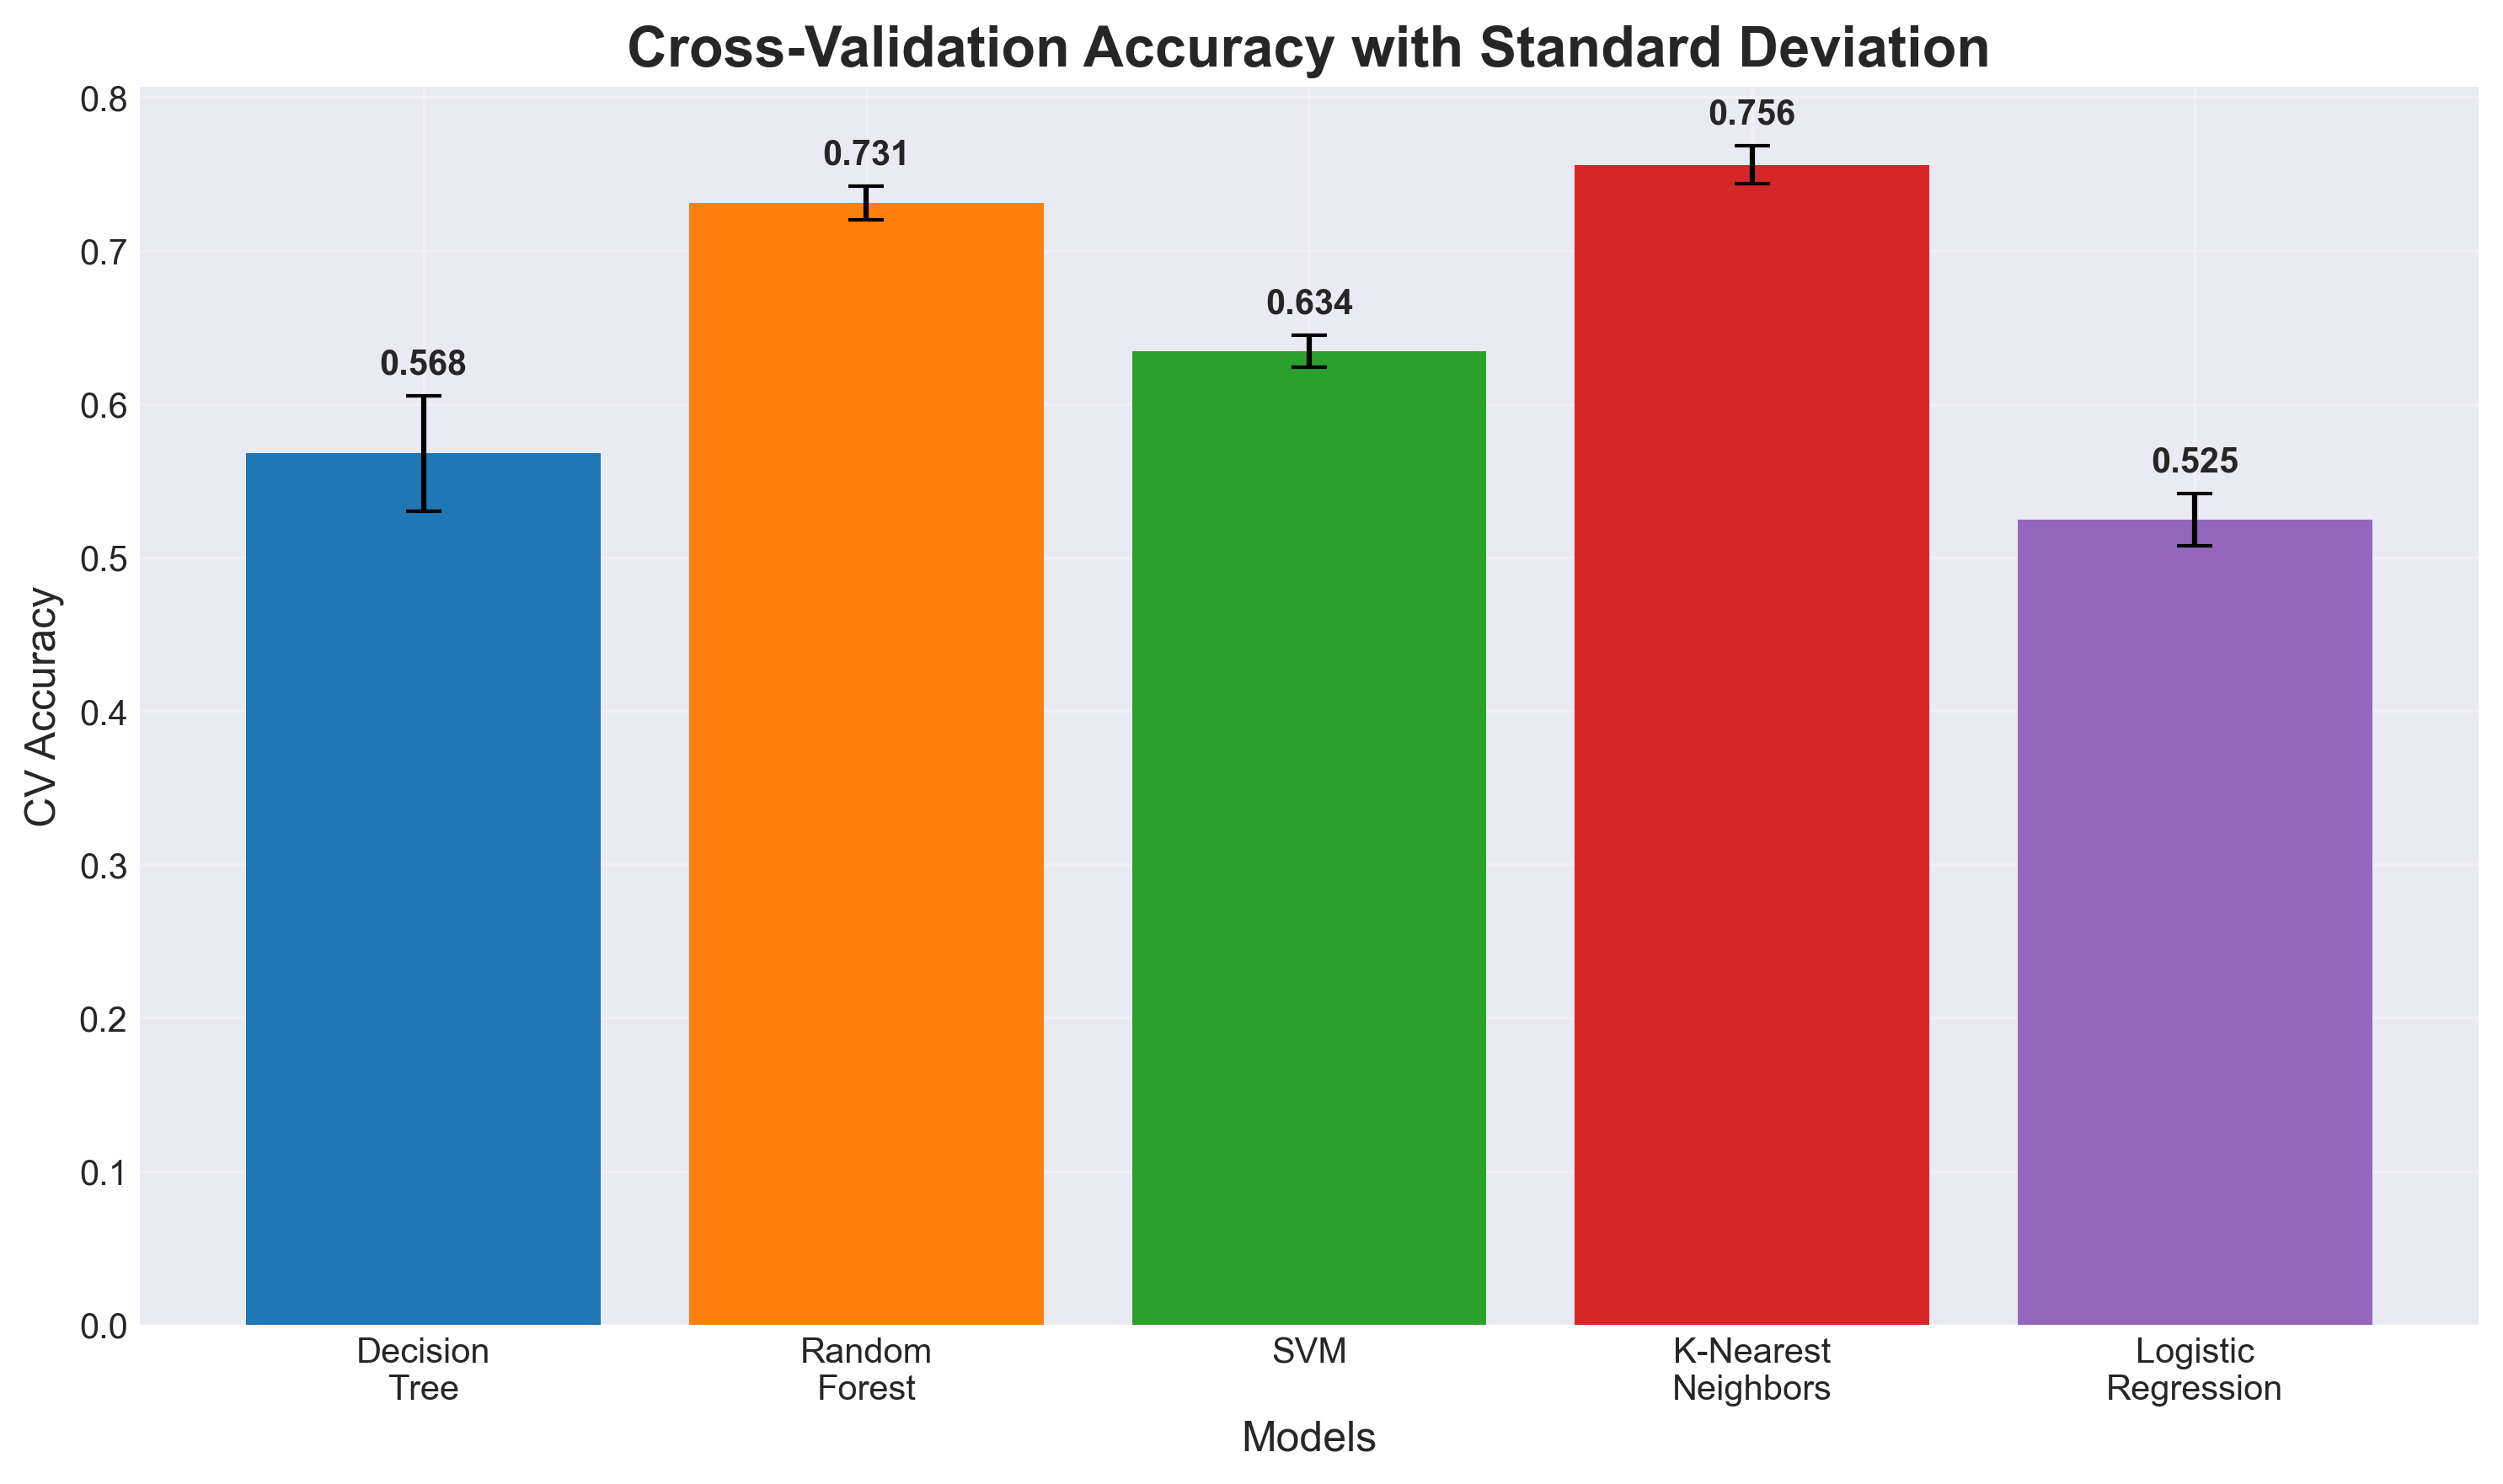 Cross-Validation Accuracy with Standard Deviation
0.8
0.7
0.6
0.5
0.4
0.3
0.2
0.1
0.0
CV Accuracy
0.568
0.731
0.634
0.756
0.525
Decision
Tree
Random
Forest
SVM
K-Nearest
Neighbors
Logistic
Regression
Models